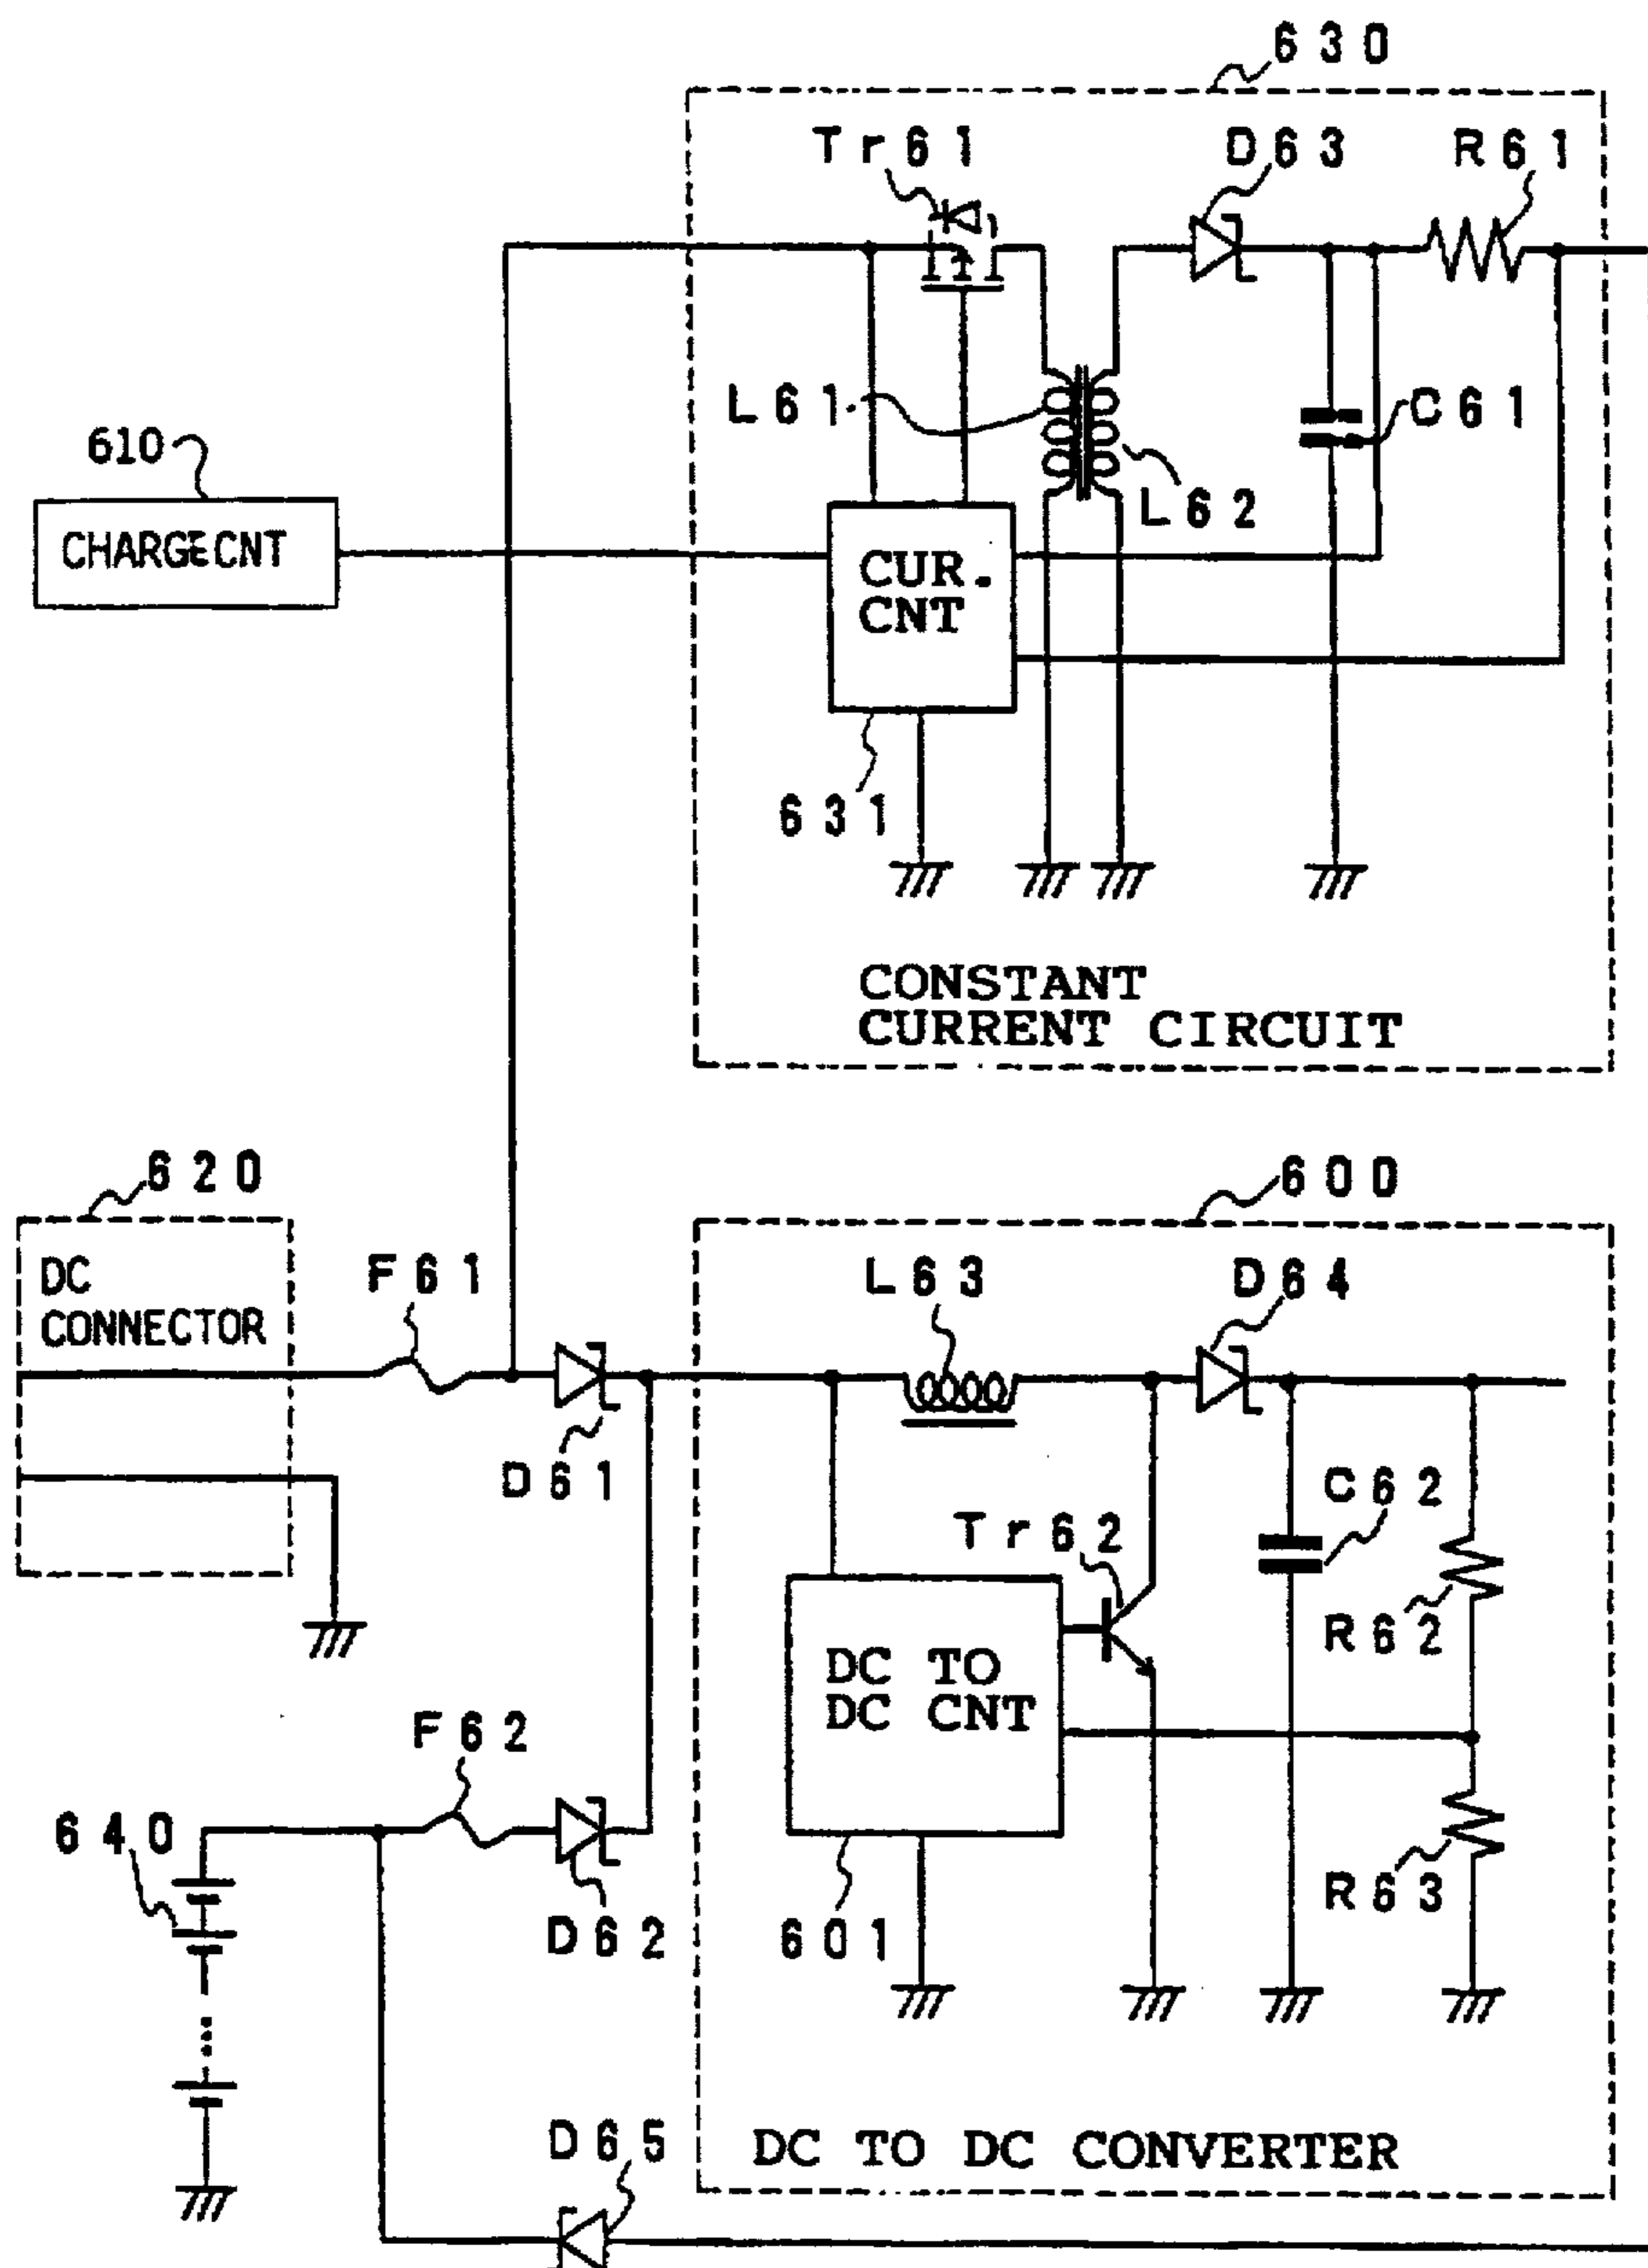 630
Tr61
D63
R61
L61
C61
610
L62
CHARGECNT
CUR.
CNT
631
CONSTANT
CURRENT CIRCUIT
620
600
DC
CONNECTOR
F61
L63
D64
D61
C62
Tr62
R62
DC TO
DC CNT
F62
640
R63
D62
601
D65
DC TO DC CONVERTER